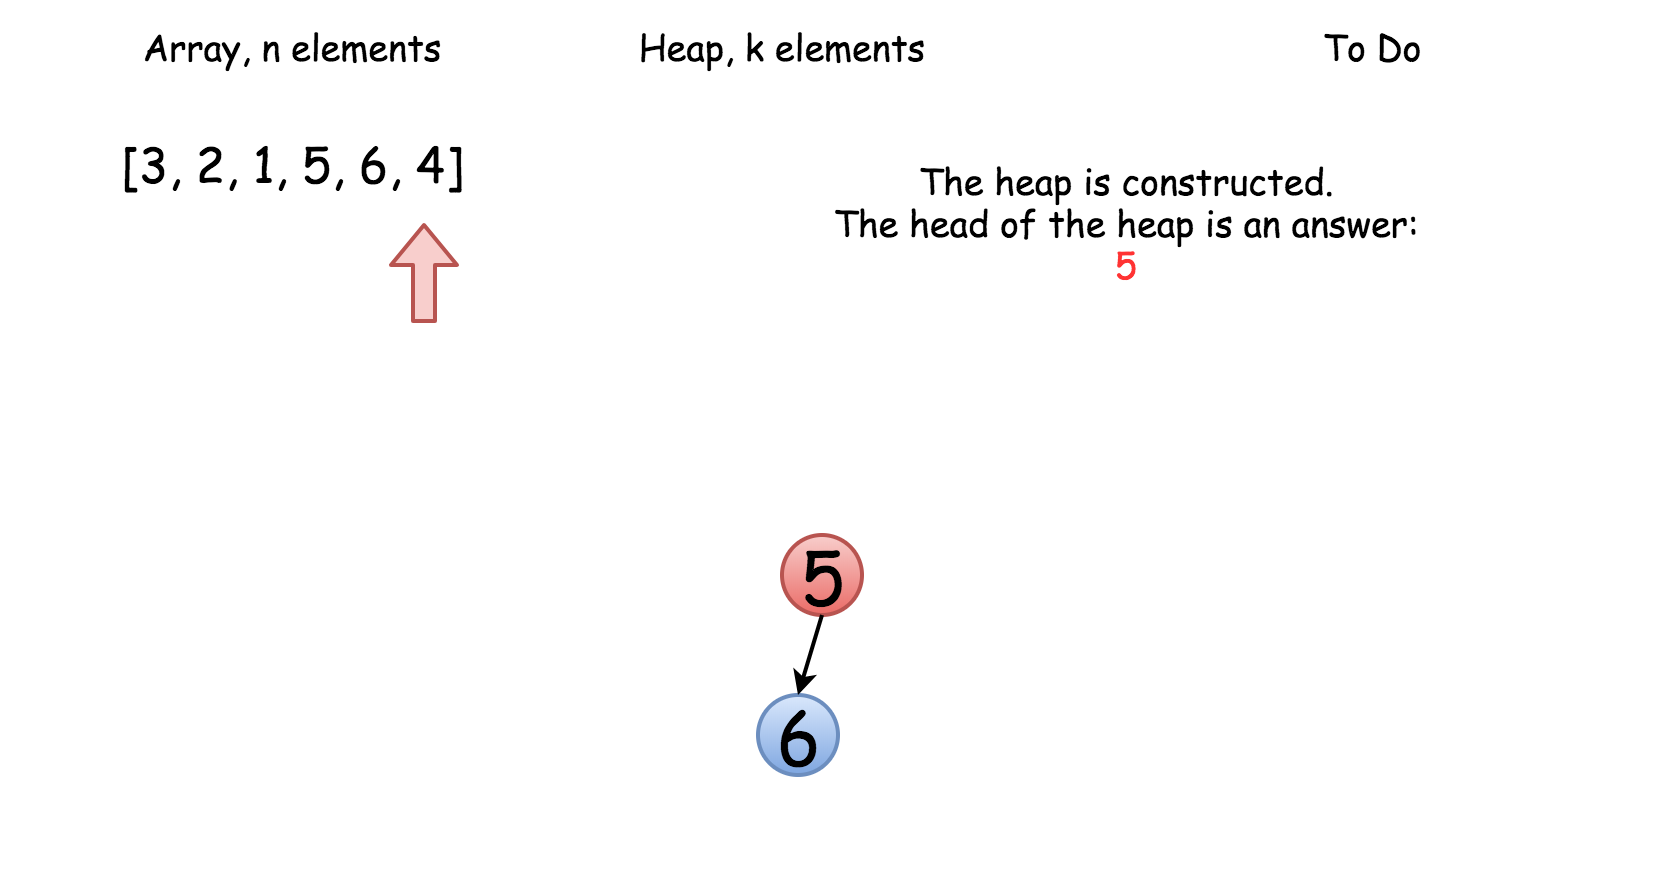 Array, n elements
Heap, k elements
To Do
[3, 2, 1, 5, 6, 4]
The heap is constructed.
The head of the heap is an answer:
5
5
6